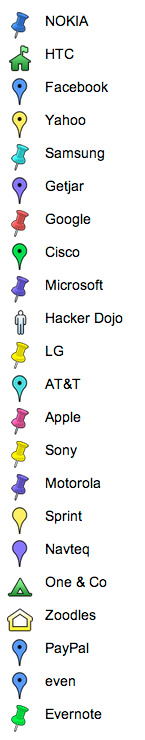 NOKIA
HTC
Facebook
Yahoo
Samsung
Getjar
Google
Cisco
Microsoft
Hacker Dojo
LG
AT&T
Apple
Sony
Motorola
Sprint
Navteq
One & Co
Zoodles
PayPal
even
Evernote